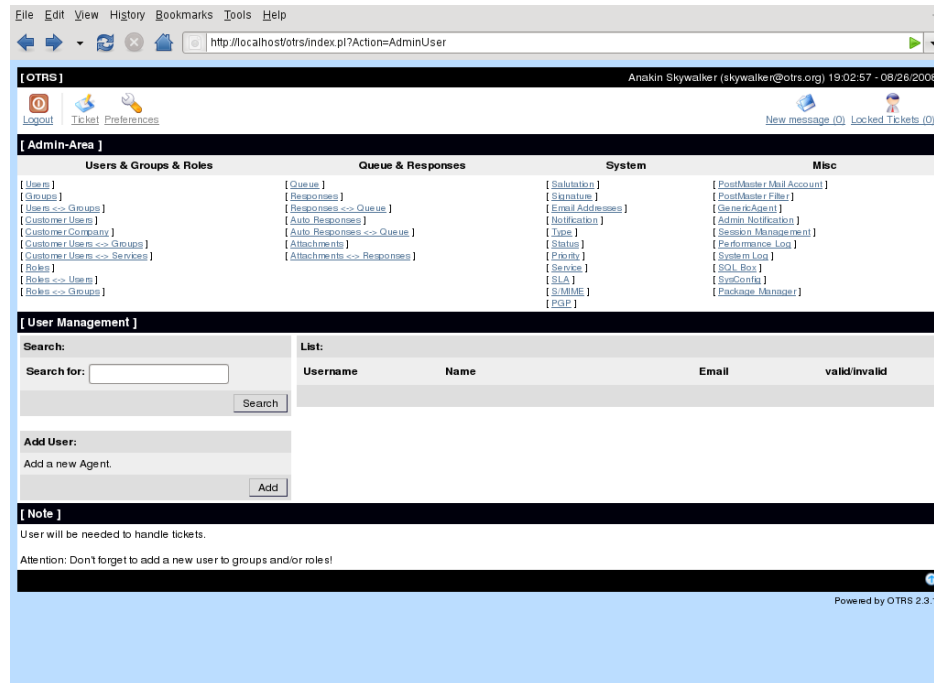 File Edit View History Bookmarks Tools Help
http://localhost/otrs/index.pl?Action=AdminUser
[ OTRS ] Anakin Skywalker (skywalker@otrs.org) 19:02:57 - 08/26/2008
Logout Ticket Preferences New message (0) Locked Tickets (0)
[ Admin-Area ]
Users & Groups & Roles Queue & Responses System Misc
[ Users ] [ Queue ] [ Salutation ] [ PostMaster Mail Account ]
[ Groups ] [ Responses ] [ Signature ] [ PostMaster Filter ]
[ Users <-> Groups ] [ Responses <-> Queue ] [ Email Addresses ] [ GenericAgent ]
[ Customer Users ] [ Auto Responses ] [ Notification ] [ Admin Notification ]
[ Customer Company ] [ Auto Responses <-> Queue ] [ Type ] [ Session Management ]
[ Customer Users <-> Groups ] [ Attachments ] [ Status ] [ Performance Log ]
[ Customer Users <-> Services ] [ Attachments <-> Responses ] [ Priority ] [ System Log ]
[ Roles ] [ Service ] [ SQL Box ]
[ Roles <-> Users ] [ SLA ] [ SysConfig ]
[ Roles <-> Groups ] [ S/MIME ] [ Package Manager ]
[ PGP ]
[ User Management ]
Search: List:
Search for: Username Name Email valid/invalid
Search
Add User:
Add a new Agent.
Add
[ Note ]
User will be needed to handle tickets.
Attention: Don't forget to add a new user to groups and/or roles!
Powered by OTRS 2.3.